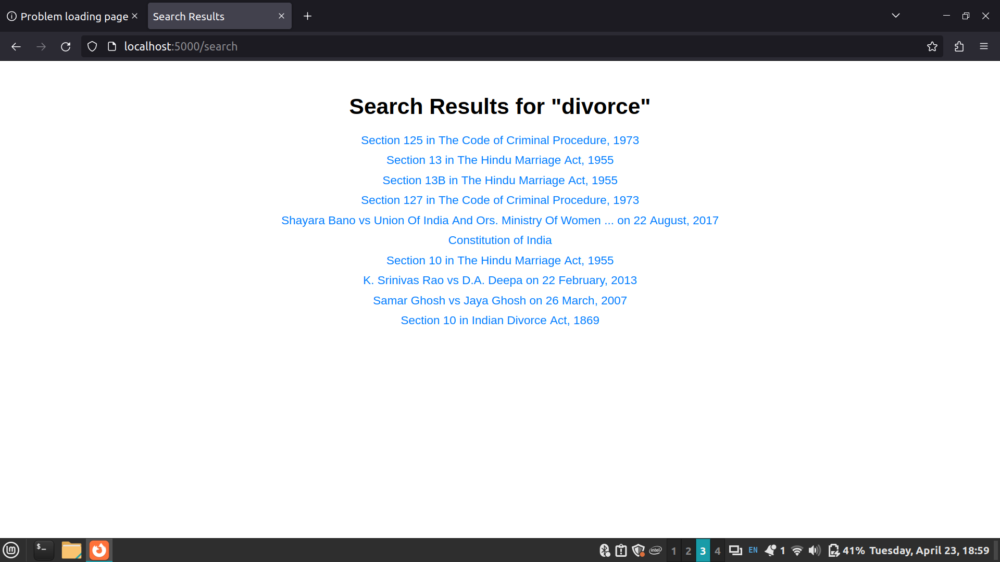 Problem loading page
Search Results
localhost:5000/search
Search Results for "divorce"
Section 125 in The Code of Criminal Procedure, 1973
Section 13 in The Hindu Marriage Act, 1955
Section 13B in The Hindu Marriage Act, 1955
Section 127 in The Code of Criminal Procedure, 1973
Shayara Bano vs Union Of India And Ors. Ministry Of Women ... on 22 August, 2017
Constitution of India
Section 10 in The Hindu Marriage Act, 1955
K. Srinivas Rao vs D.A. Deepa on 22 February, 2013
Samar Ghosh vs Jaya Ghosh on 26 March, 2007
Section 10 in Indian Divorce Act, 1869
$_ intel 1 2 3 4 EN 1 41% Tuesday, April 23, 18:59